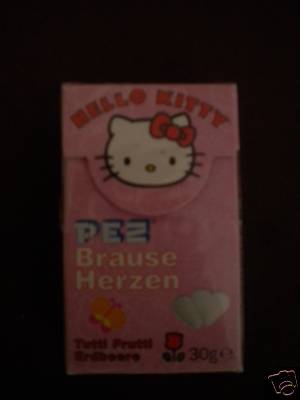 HELLO KITTY
PEZ
Brause
Herzen
Tutti Frutti
Erdbeere
30g℮